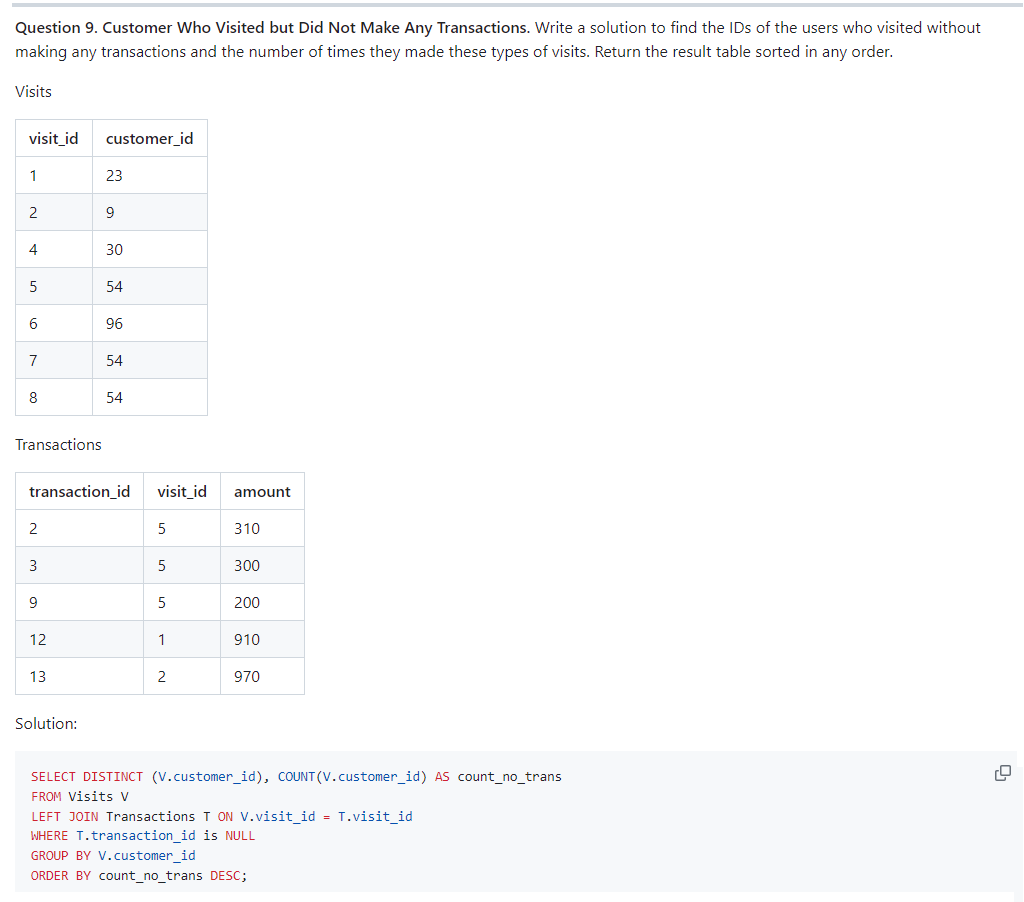 Question 9. Customer Who Visited but Did Not Make Any Transactions. Write a solution to find the IDs of the users who visited without
making any transactions and the number of times they made these types of visits. Return the result table sorted in any order.
Visits
visit_id customer_id
1 23
2 9
4 30
5 54
6 96
7 54
8 54
Transactions
transaction_id visit_id amount
2 5 310
3 5 300
9 5 200
12 1 910
13 2 970
Solution:
SELECT DISTINCT (V.customer_id), COUNT(V.customer_id) AS count_no_trans
FROM Visits V
LEFT JOIN Transactions T ON V.visit_id = T.visit_id
WHERE T.transaction_id is NULL
GROUP BY V.customer_id
ORDER BY count_no_trans DESC;